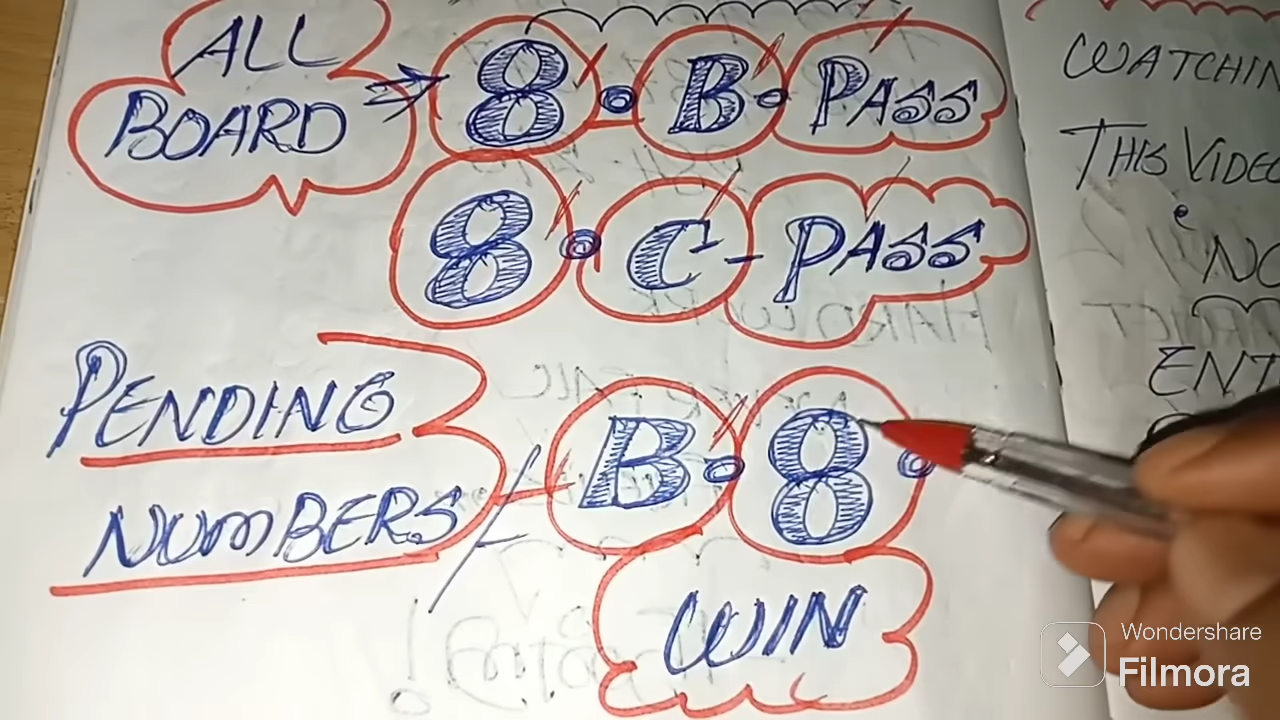 ALL
BOARD
8 • B • PASS
8 • C - PASS
PENDING
NUMBERS
B • 8 •
WIN
WATCHIN
THIS VIDEO
ENT
Wondershare
Filmora